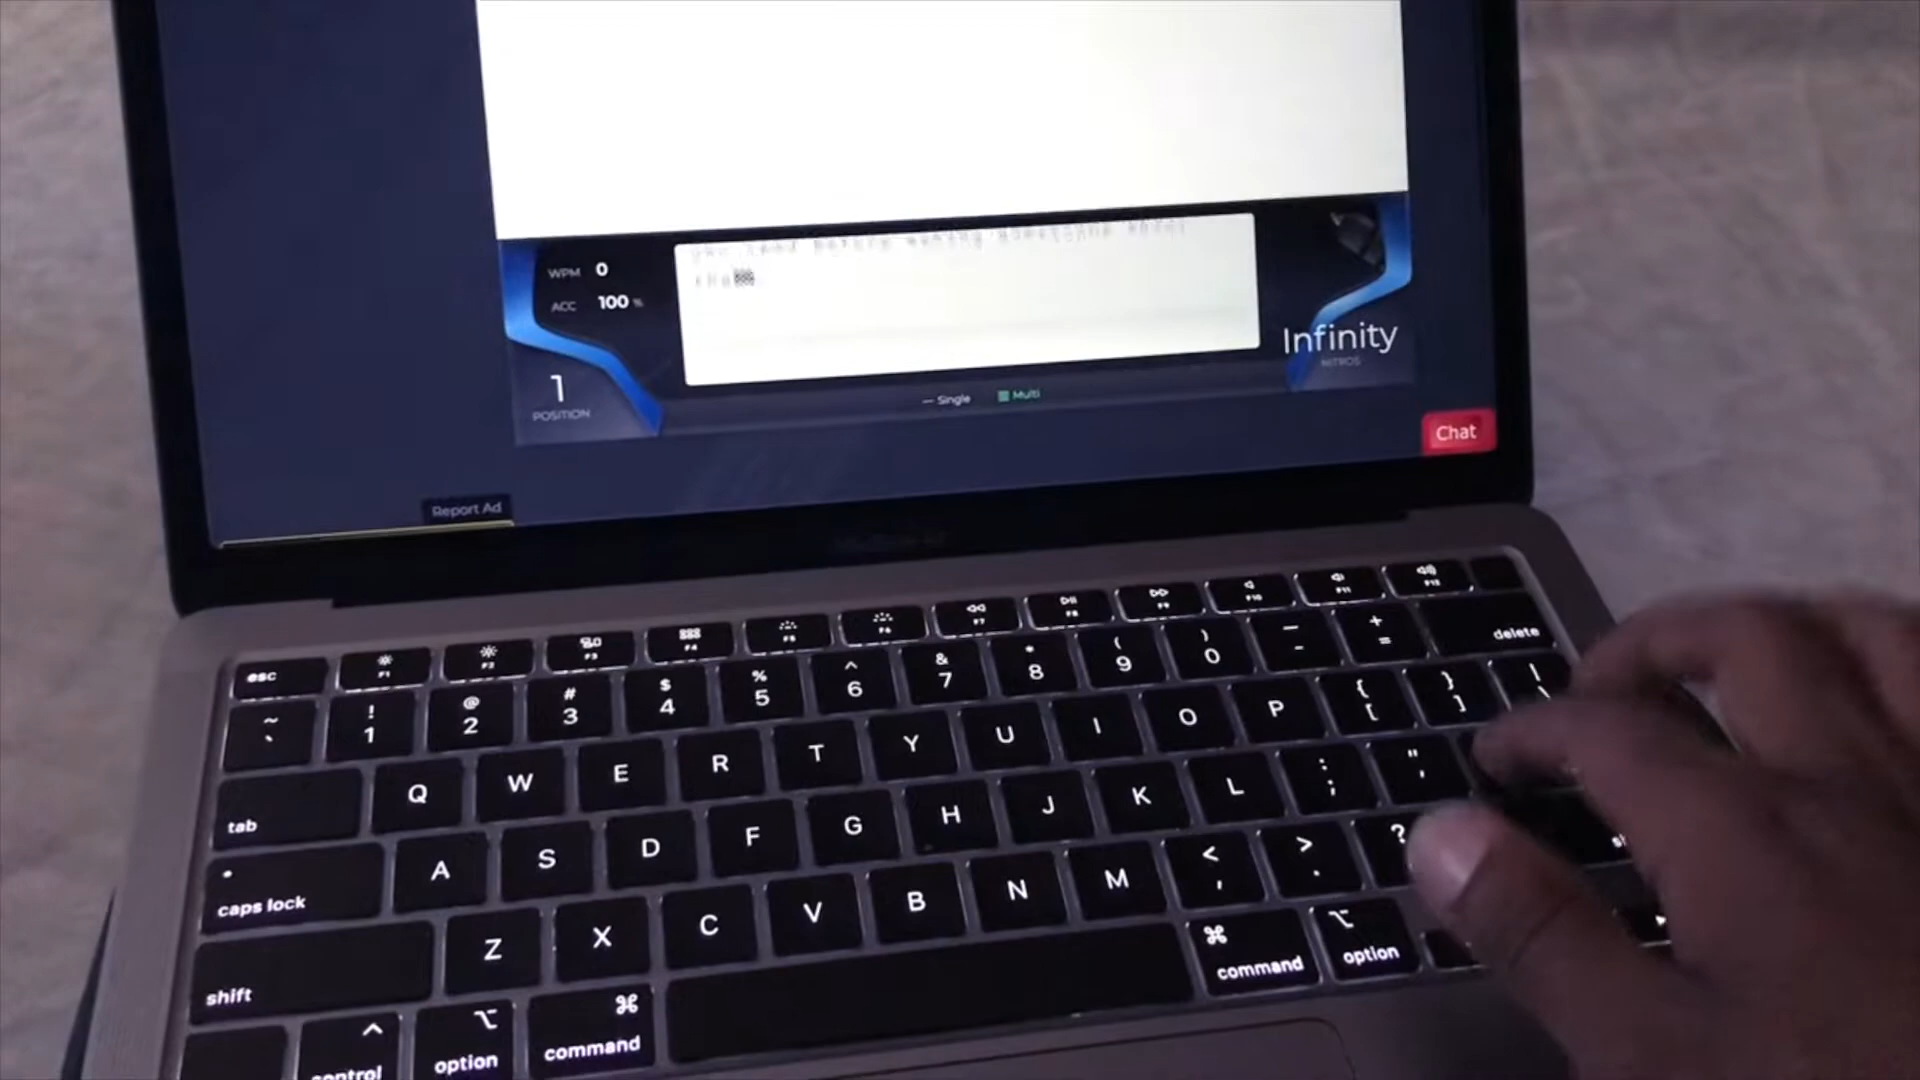 WPM 0
ACC 100 %
1
POSITION
Infinity
NITROS
Single Multi
Chat
Report Ad
esc F1 F2 F3 F4 F5 F6 F7 F8 F9 F10 F11 F12
~ ` ! 1 @ 2 # 3 $ 4 % 5 ^ 6 & 7 * 8 ( 9 ) 0 — - + = delete
tab Q W E R T Y U I O P { [ } ] | \
caps lock A S D F G H J K L : ; " '
shift Z X C V B N M < , > . ?
control option command command option